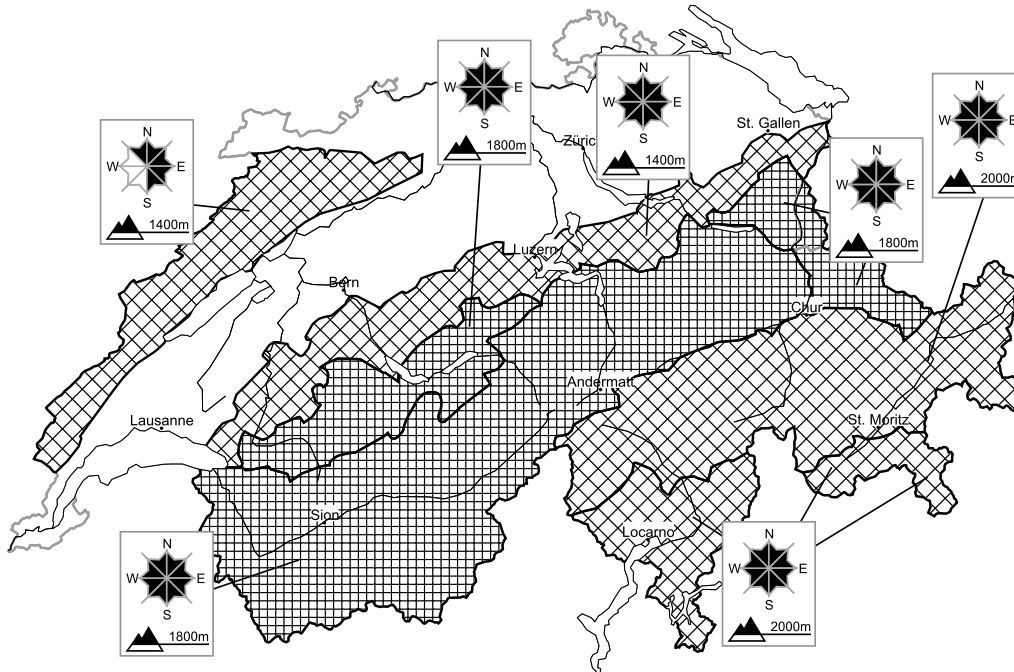 N
W E
S
1800m
N
W E
S
1400m
N
W E
S
2000m
N
W E
S
1400m
St. Gallen
Züric
N
W E
S
1800m
Luzern
Bern
Chur
Andermatt
Lausanne
St. Moritz
Sion
Locarno
N
W E
S
1800m
N
W E
S
2000m